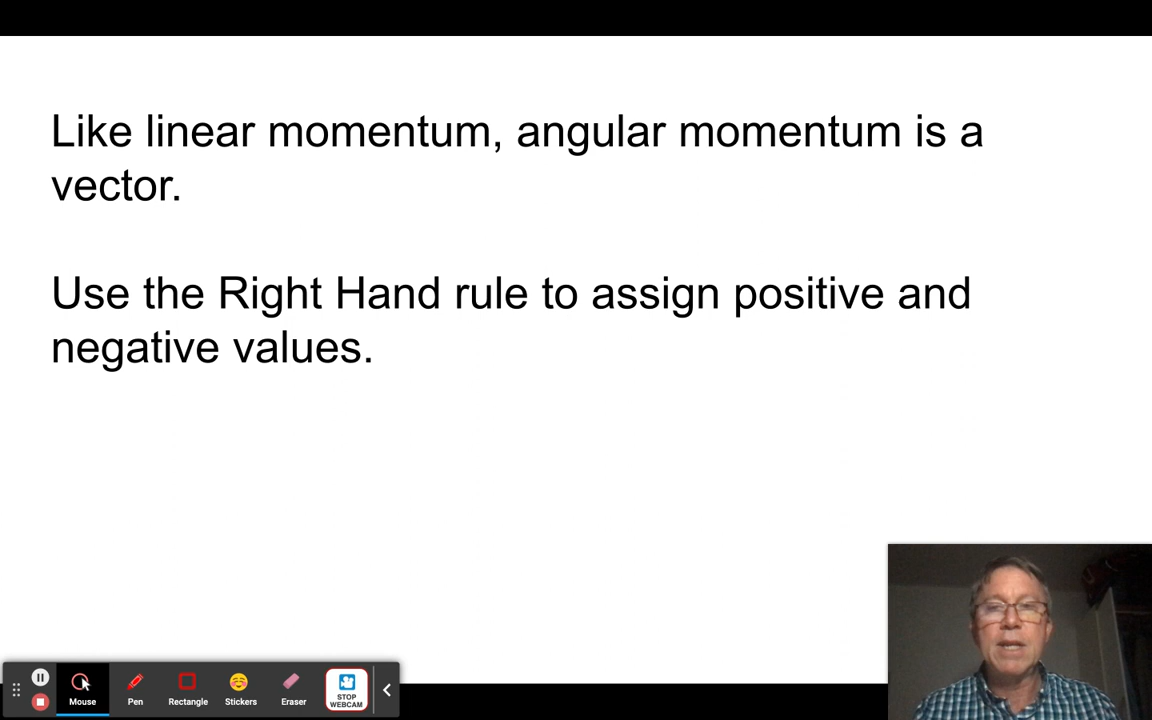 Like linear momentum, angular momentum is a
vector.
Use the Right Hand rule to assign positive and
negative values.
Mouse
Pen
Rectangle
Stickers
Eraser
STOP
WEBCAM